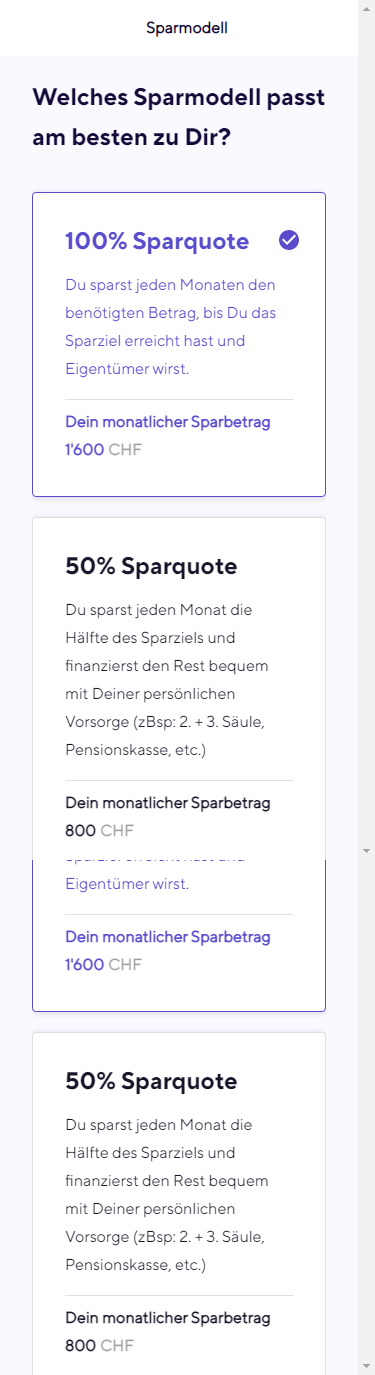 Sparmodell
Welches Sparmodell passt
am besten zu Dir?
100% Sparquote
Du sparst jeden Monaten den
benötigten Betrag, bis Du das
Sparziel erreicht hast und
Eigentümer wirst.
Dein monatlicher Sparbetrag
1'600 CHF
50% Sparquote
Du sparst jeden Monat die
Hälfte des Sparziels und
finanzierst den Rest bequem
mit Deiner persönlichen
Vorsorge (zBsp: 2. + 3. Säule,
Pensionskasse, etc.)
Dein monatlicher Sparbetrag
800 CHF
Eigentümer wirst.
Dein monatlicher Sparbetrag
1'600 CHF
50% Sparquote
Du sparst jeden Monat die
Hälfte des Sparziels und
finanzierst den Rest bequem
mit Deiner persönlichen
Vorsorge (zBsp: 2. + 3. Säule,
Pensionskasse, etc.)
Dein monatlicher Sparbetrag
800 CHF